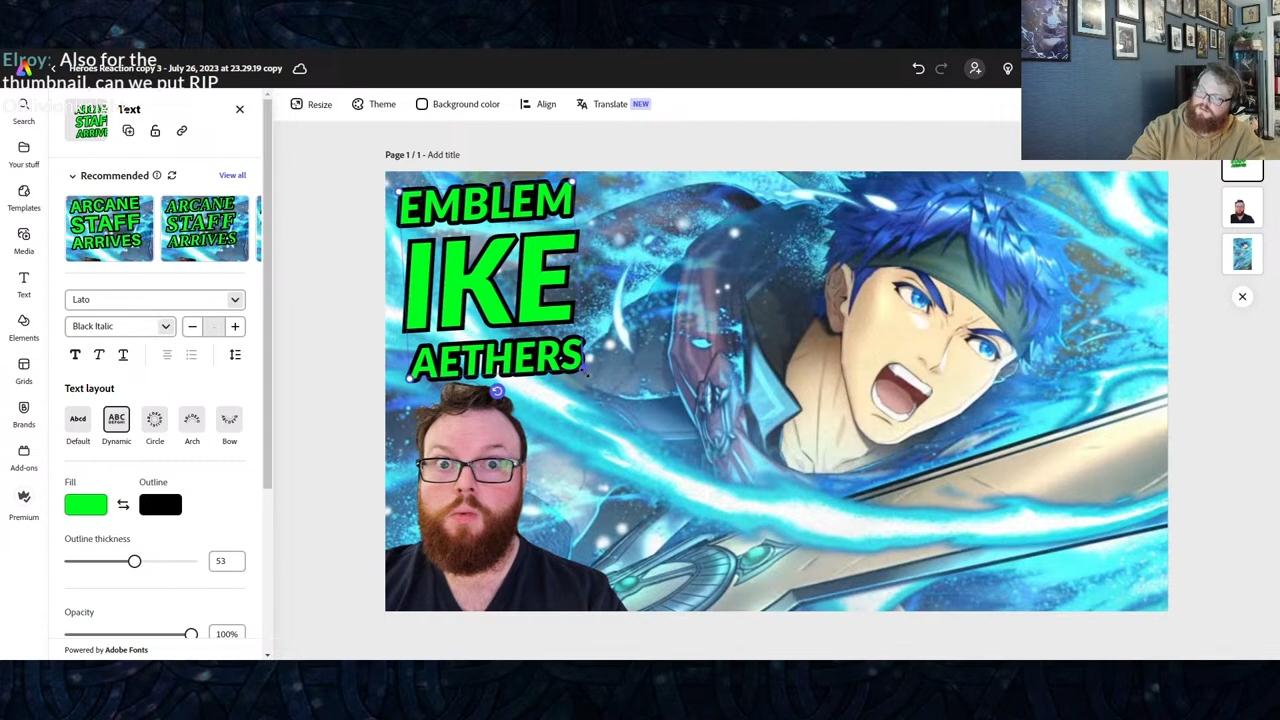 Elroy: Also for the
thumbnail, can we put RIP
Heroes Reaction copy 3 - July 26, 2023 at 23.29.19 copy
Search
Your stuff
Templates
Media
Text
Elements
Grids
Brands
Add-ons
Premium
Text
Recommended
View all
ARCANE
STAFF
ARRIVES
ARCANE
STAFF
ARRIVES
Lato
Black Italic
Text layout
Abcd
Default
ABC
DEFGHI
Dynamic
Circle
Arch
Bow
Fill
Outline
Outline thickness
53
Opacity
100%
Powered by Adobe Fonts
Resize
Theme
Background color
Align
Translate NEW
Page 1 / 1 - Add title
EMBLEM
IKE
AETHERS